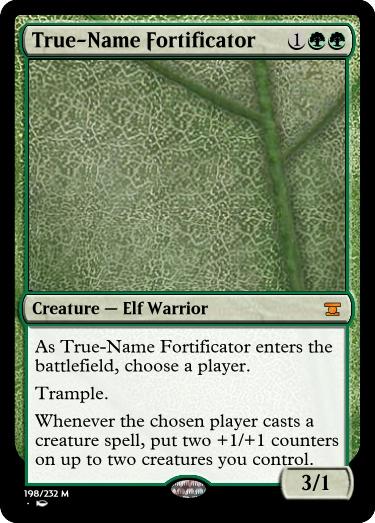 True-Name Fortificator 1
Creature — Elf Warrior
As True-Name Fortificator enters the
battlefield, choose a player.
Trample.
Whenever the chosen player casts a
creature spell, put two +1/+1 counters
on up to two creatures you control.
3/1
198/232 M